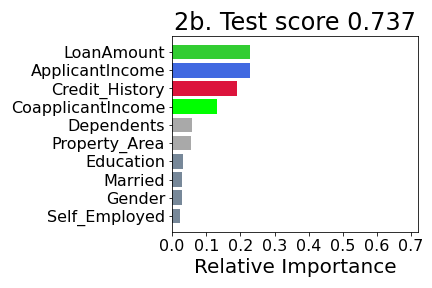 2b. Test score 0.737
LoanAmount
ApplicantIncome
Credit_History
CoapplicantIncome
Dependents
Property_Area
Education
Married
Gender
Self_Employed
0.0 0.1 0.2 0.3 0.4 0.5 0.6 0.7
Relative Importance